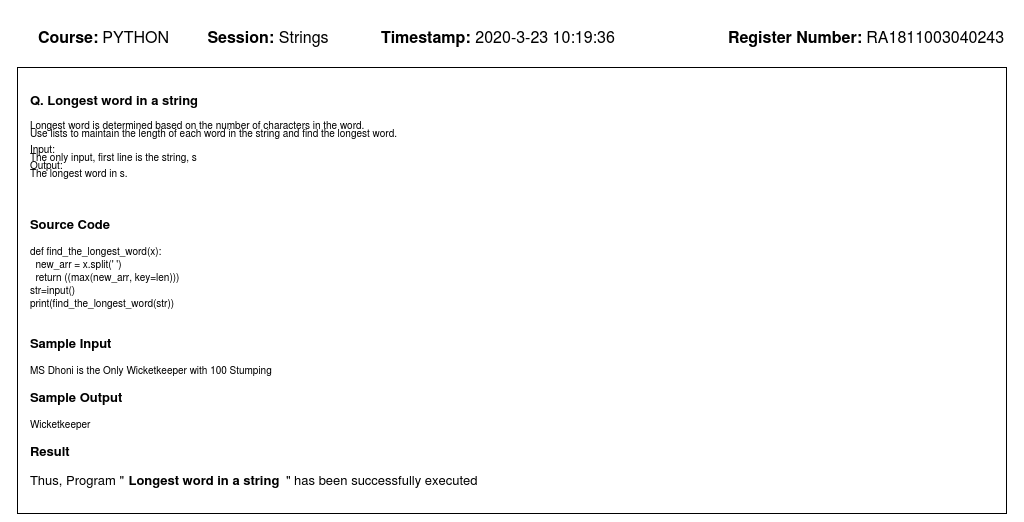 Course: PYTHON Session: Strings Timestamp: 2020-3-23 10:19:36 Register Number: RA1811003040243
Q. Longest word in a string
Longest word is determined based on the number of characters in the word.
Use lists to maintain the length of each word in the string and find the longest word.
Input:
The only input, first line is the string, s
Output:
The longest word in s.
Source Code
def find_the_longest_word(x):
  new_arr = x.split(' ')
  return ((max(new_arr, key=len)))
str=input()
print(find_the_longest_word(str))
Sample Input
MS Dhoni is the Only Wicketkeeper with 100 Stumping
Sample Output
Wicketkeeper
Result
Thus, Program " Longest word in a string " has been successfully executed